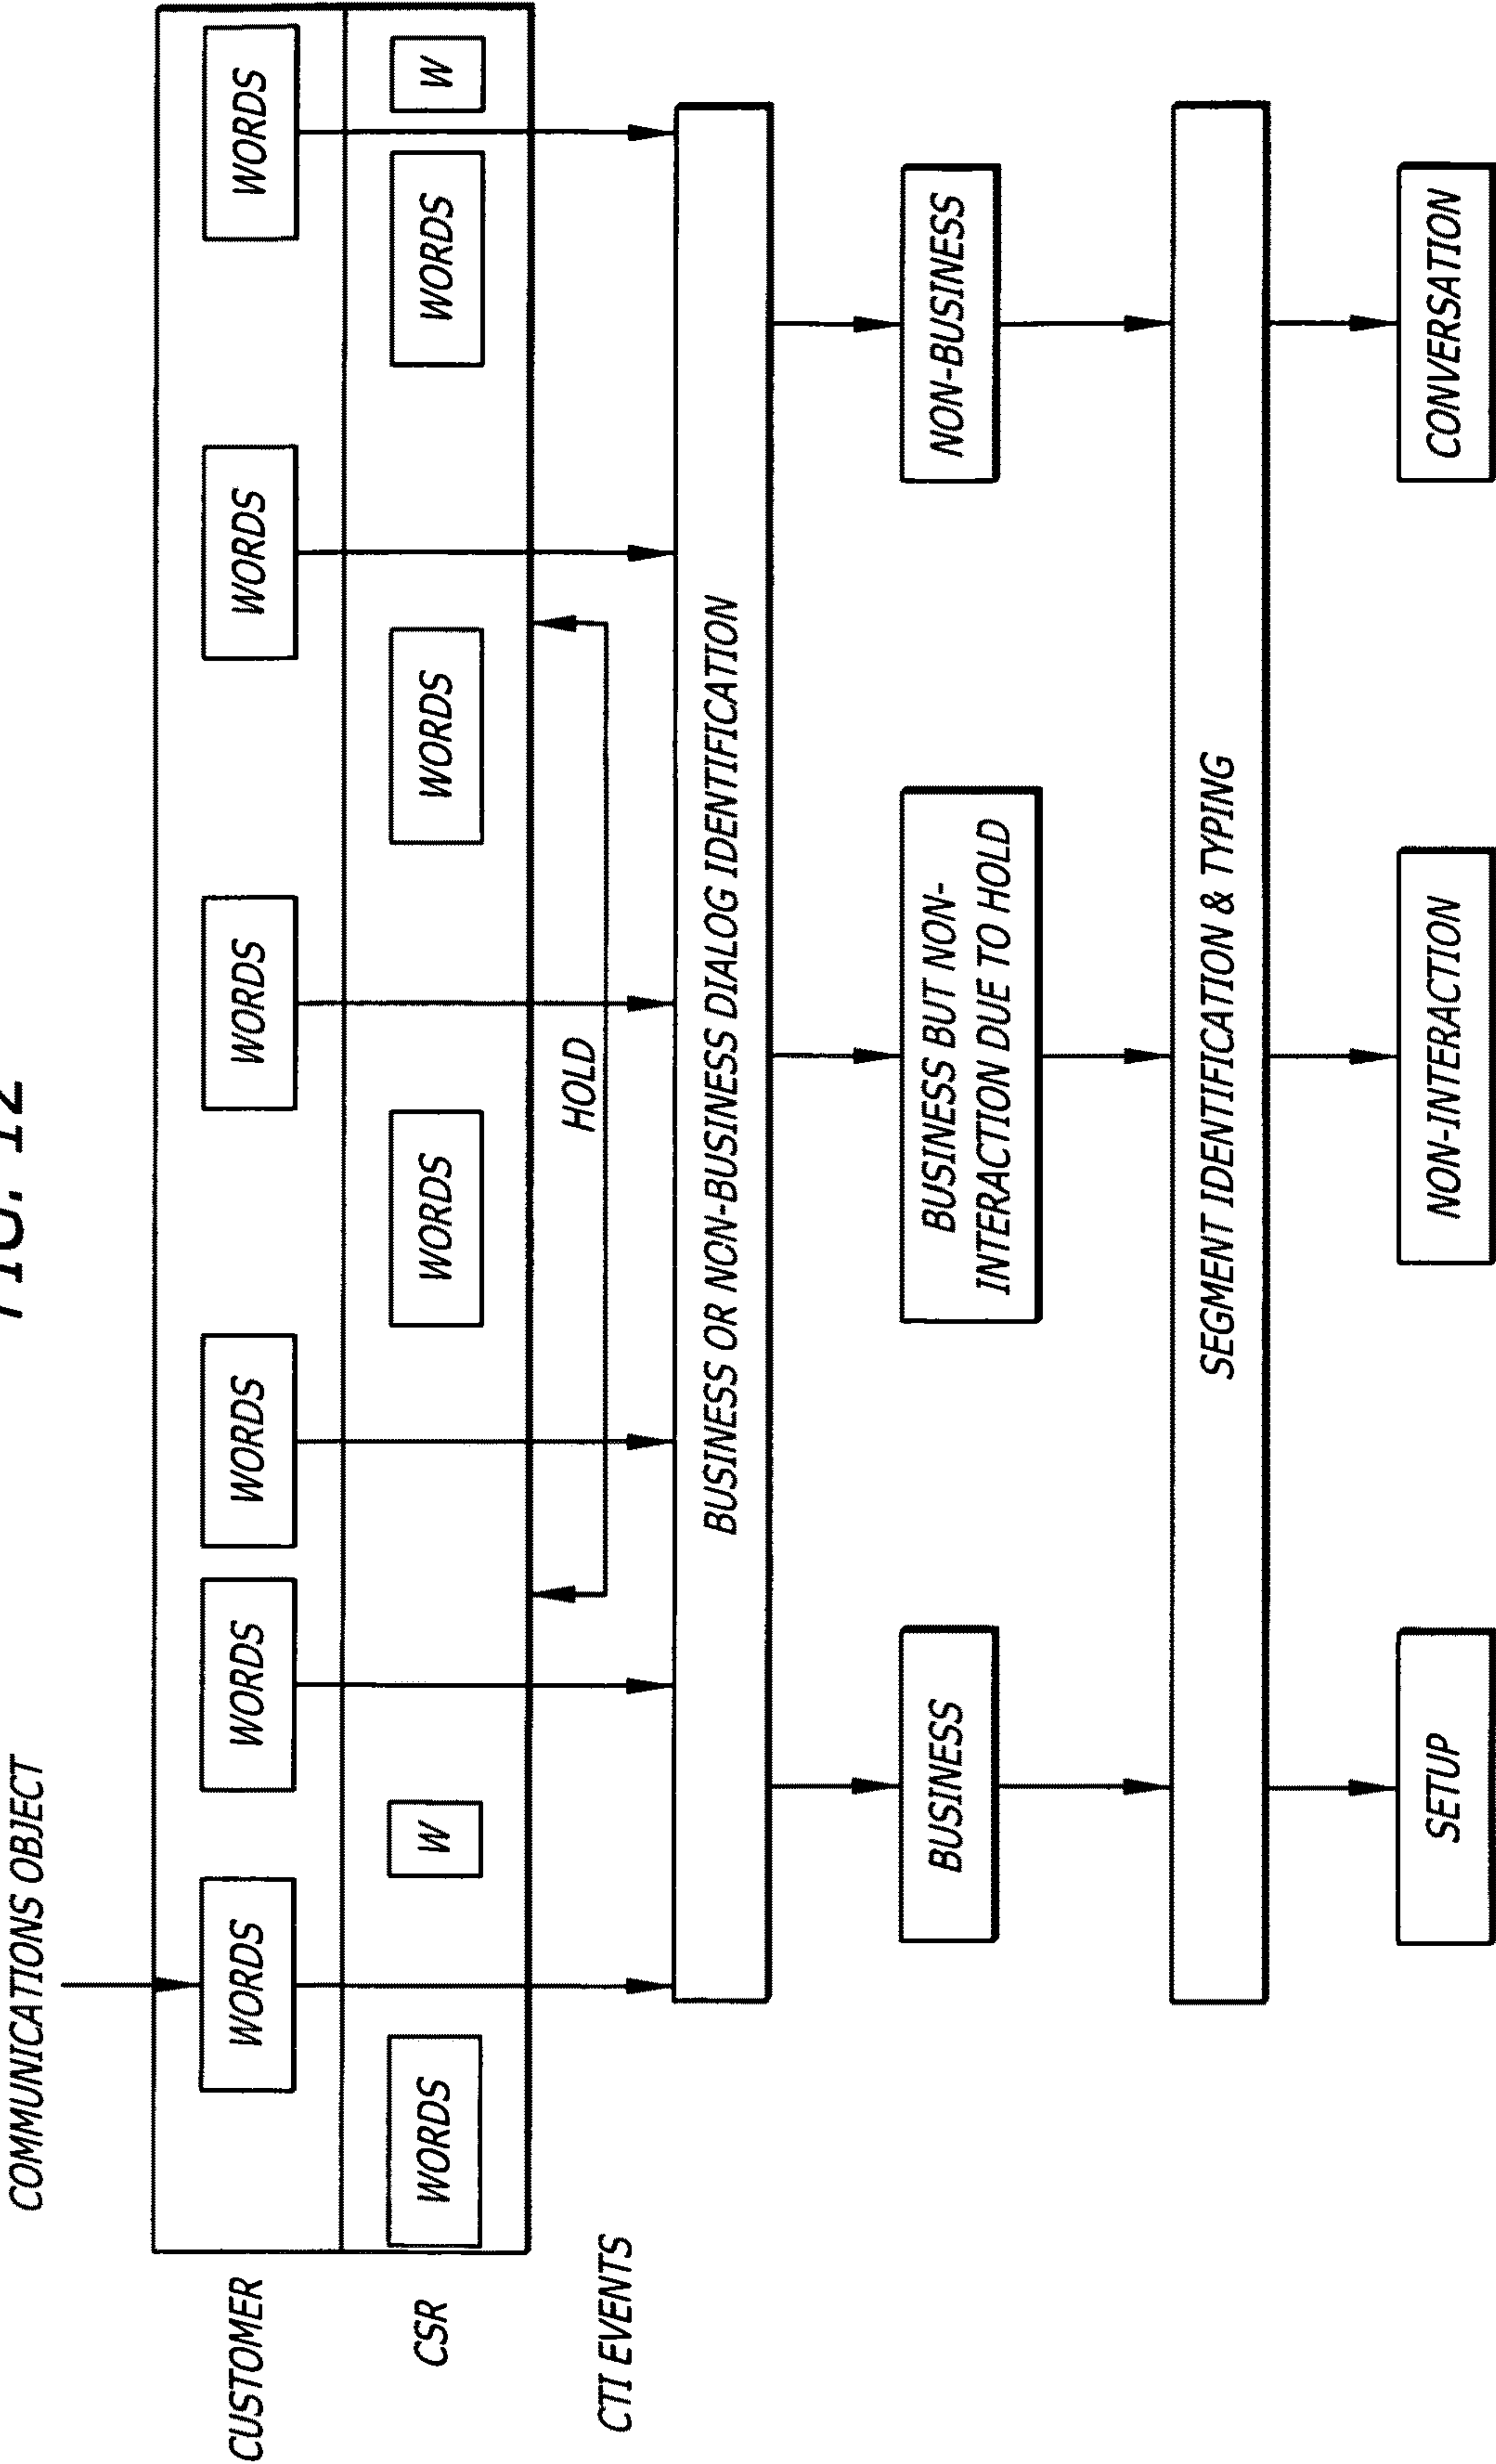 FIG. 12
COMMUNICATIONS OBJECT
CUSTOMER
WORDS
WORDS
WORDS
WORDS
WORDS
WORDS
CSR
WORDS
W
WORDS
WORDS
WORDS
W
CTI EVENTS
HOLD
BUSINESS OR NON-BUSINESS DIALOG IDENTIFICATION
BUSINESS
BUSINESS BUT NON-
INTERACTION DUE TO HOLD
NON-BUSINESS
SEGMENT IDENTIFICATION & TYPING
SETUP
NON-INTERACTION
CONVERSATION